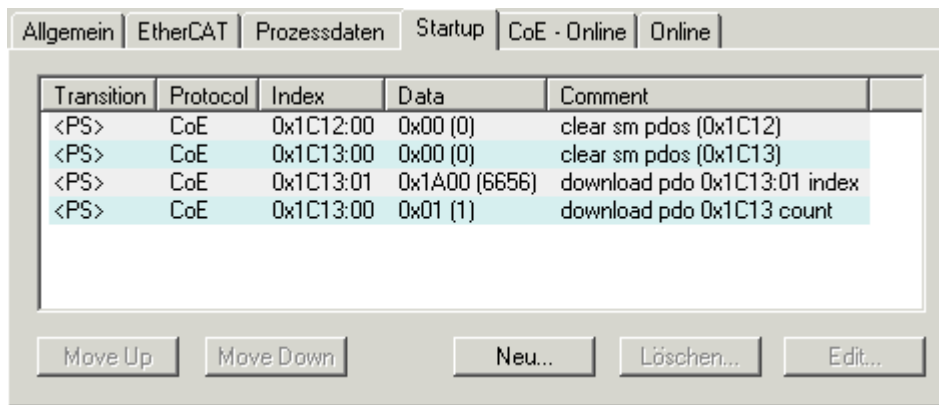 Allgemein EtherCAT Prozessdaten Startup CoE - Online Online
Transition Protocol Index Data Comment
<PS> CoE 0x1C12:00 0x00 (0) clear sm pdos (0x1C12)
<PS> CoE 0x1C13:00 0x00 (0) clear sm pdos (0x1C13)
<PS> CoE 0x1C13:01 0x1A00 (6656) download pdo 0x1C13:01 index
<PS> CoE 0x1C13:00 0x01 (1) download pdo 0x1C13 count
Move Up Move Down Neu... Löschen... Edit...